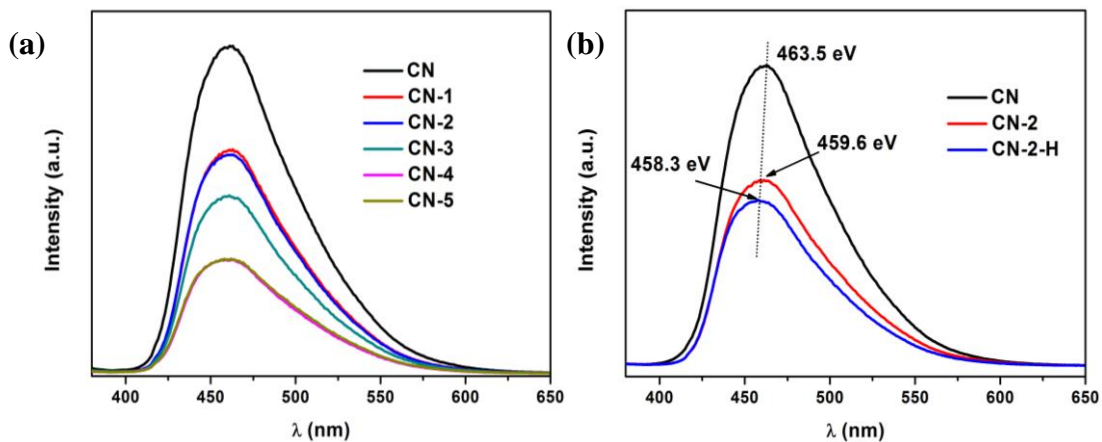 (a)
CN
CN-1
CN-2
CN-3
CN-4
CN-5
Intensity (a.u.)
400 450 500 550 600 650
λ (nm)
(b)
463.5 eV
CN
CN-2
CN-2-H
459.6 eV
458.3 eV
Intensity (a.u.)
400 450 500 550 600 650
λ (nm)